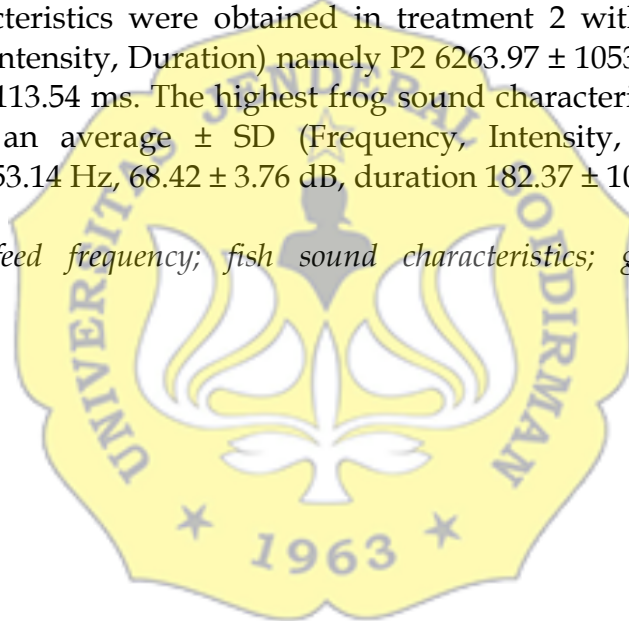 cteristics were obtained in treatment 2 with
ntensity, Duration) namely P2 6263.97 ± 1053
113.54 ms. The highest frog sound characteri
an average ± SD (Frequency, Intensity,
53.14 Hz, 68.42 ± 3.76 dB, duration 182.37 ± 10
feed frequency; fish sound characteristics; g
UNIVERSITAS JENDERAL SOEDIRMAN
★ 1963 ★